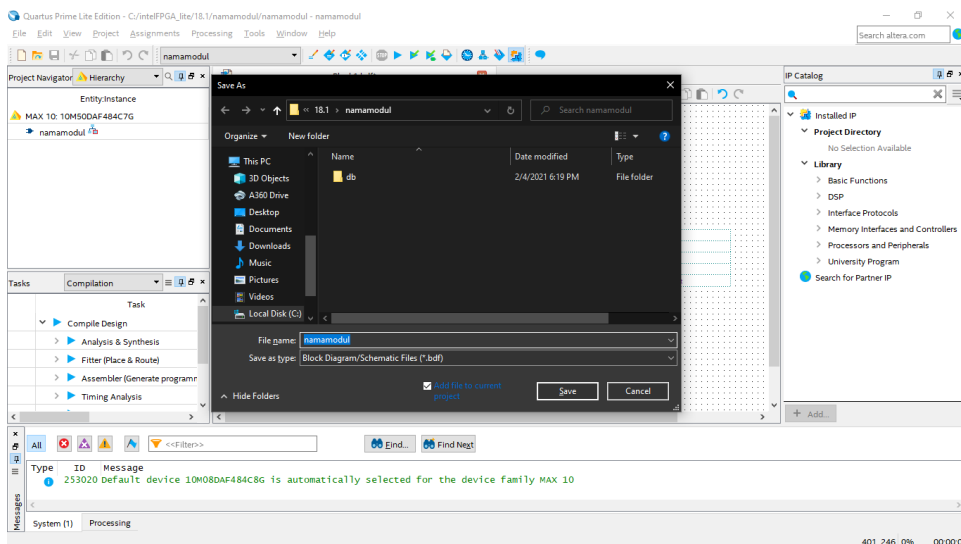 Quartus Prime Lite Edition - C:/intelFPGA_lite/18.1/namamodul/namamodul - namamodul
File Edit View Project Assignments Processing Tools Window Help
Search altera.com
namamodul
Project Navigator Hierarchy
Entity:Instance
MAX 10: 10M50DAF484C7G
namamodul
Tasks Compilation
Task
Compile Design
Analysis & Synthesis
Fitter (Place & Route)
Assembler (Generate programm
Timing Analysis
Save As
« 18.1 > namamodul
Search namamodul
Organize
New folder
This PC
3D Objects
A360 Drive
Desktop
Documents
Downloads
Music
Pictures
Videos
Local Disk (C:)
Name Date modified Type
db 2/4/2021 6:19 PM File folder
File name: namamodul
Save as type: Block Diagram/Schematic Files (*.bdf)
Hide Folders
Add file to current
project
Save
Cancel
IP Catalog
Installed IP
Project Directory
No Selection Available
Library
Basic Functions
DSP
Interface Protocols
Memory Interfaces and Controllers
Processors and Peripherals
University Program
Search for Partner IP
+ Add...
All
<<Filter>>
Find...
Find Next
Type ID Message
253020 Default device 10M08DAF484C8G is automatically selected for the device family MAX 10
Messages
System (1) Processing
401, 246 0% 00:00:0